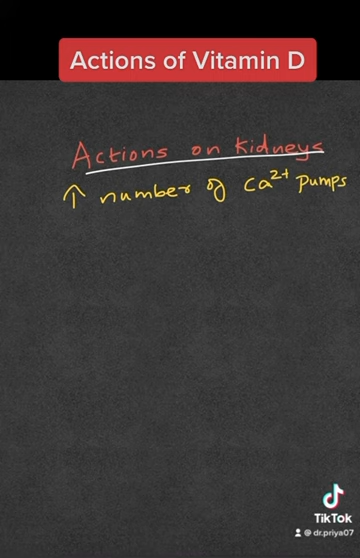 Actions of Vitamin D
Actions on kidneys
↑ number of Ca²⁺ pumps
TikTok
@ dr.priya07